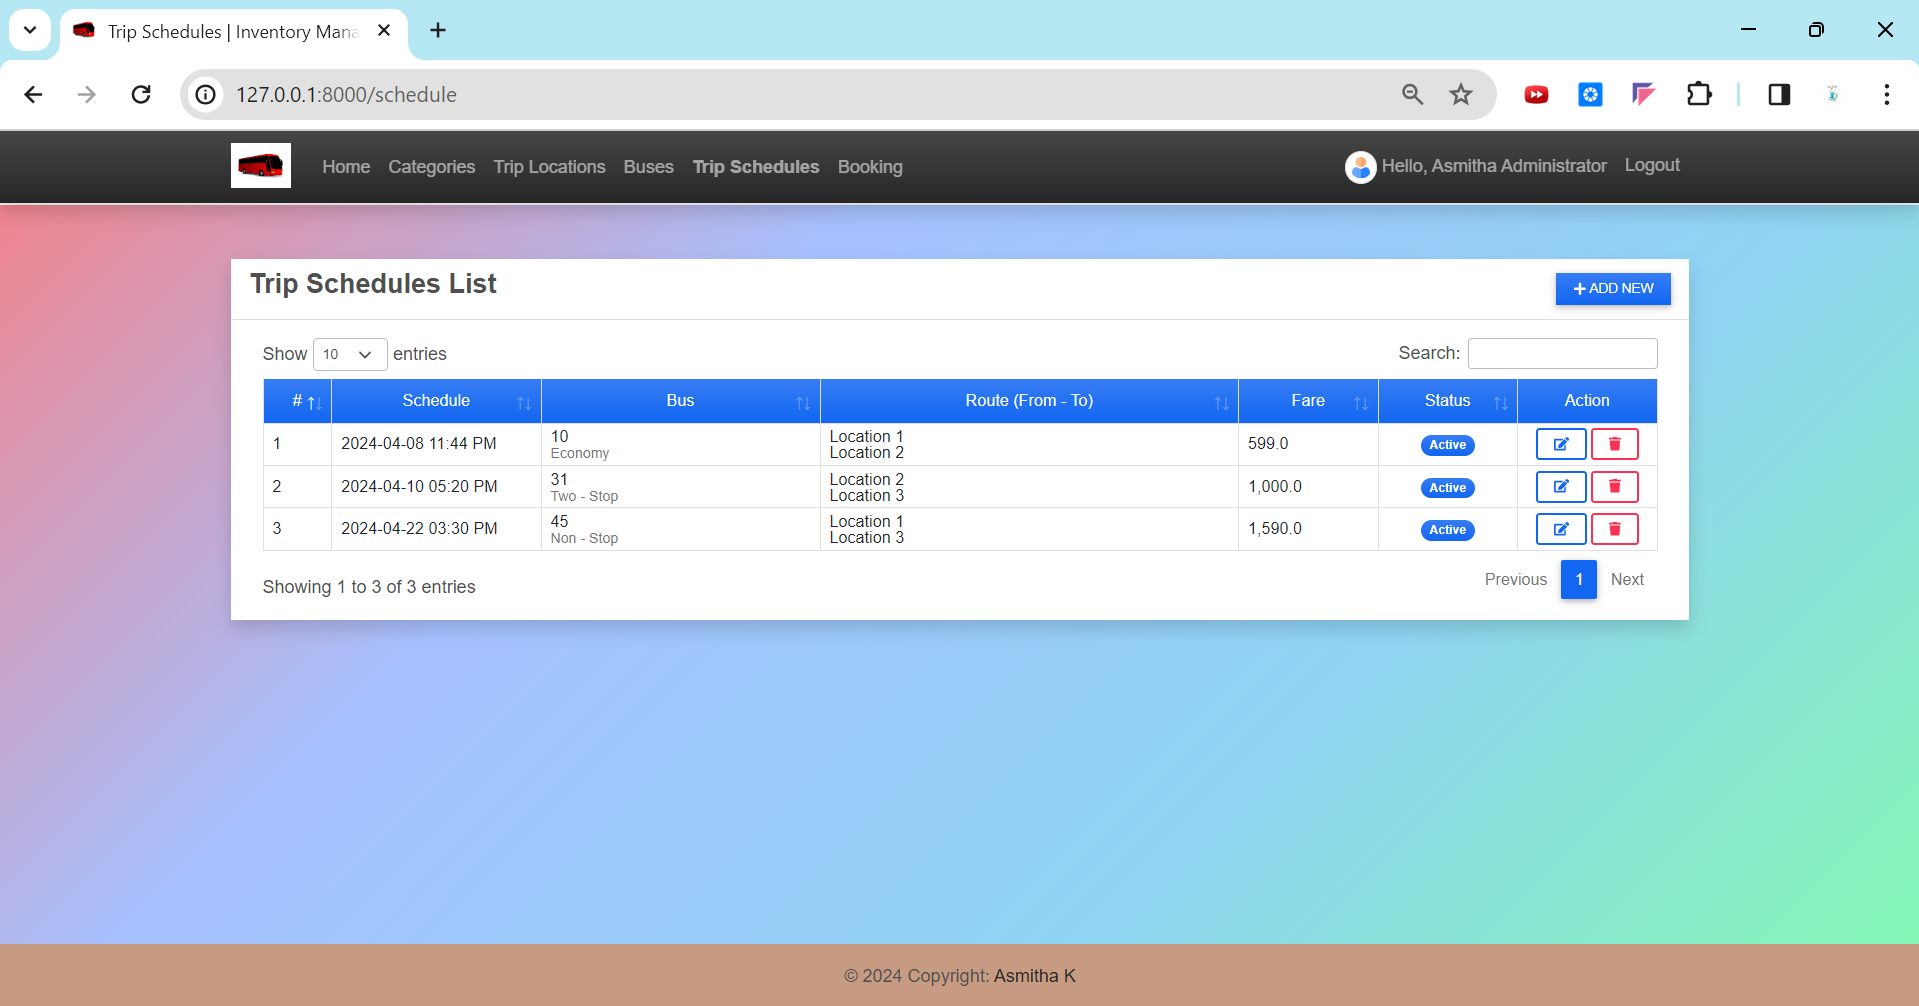 Trip Schedules | Inventory Mana
127.0.0.1:8000/schedule
Home Categories Trip Locations Buses Trip Schedules Booking Hello, Asmitha Administrator Logout
Trip Schedules List
ADD NEW
Show 10 entries
Search:
# Schedule Bus Route (From - To) Fare Status Action
1 2024-04-08 11:44 PM 10 Location 1 599.0 Active
Economy Location 2
2 2024-04-10 05:20 PM 31 Location 2 1,000.0 Active
Two - Stop Location 3
3 2024-04-22 03:30 PM 45 Location 1 1,590.0 Active
Non - Stop Location 3
Showing 1 to 3 of 3 entries
Previous 1 Next
© 2024 Copyright: Asmitha K